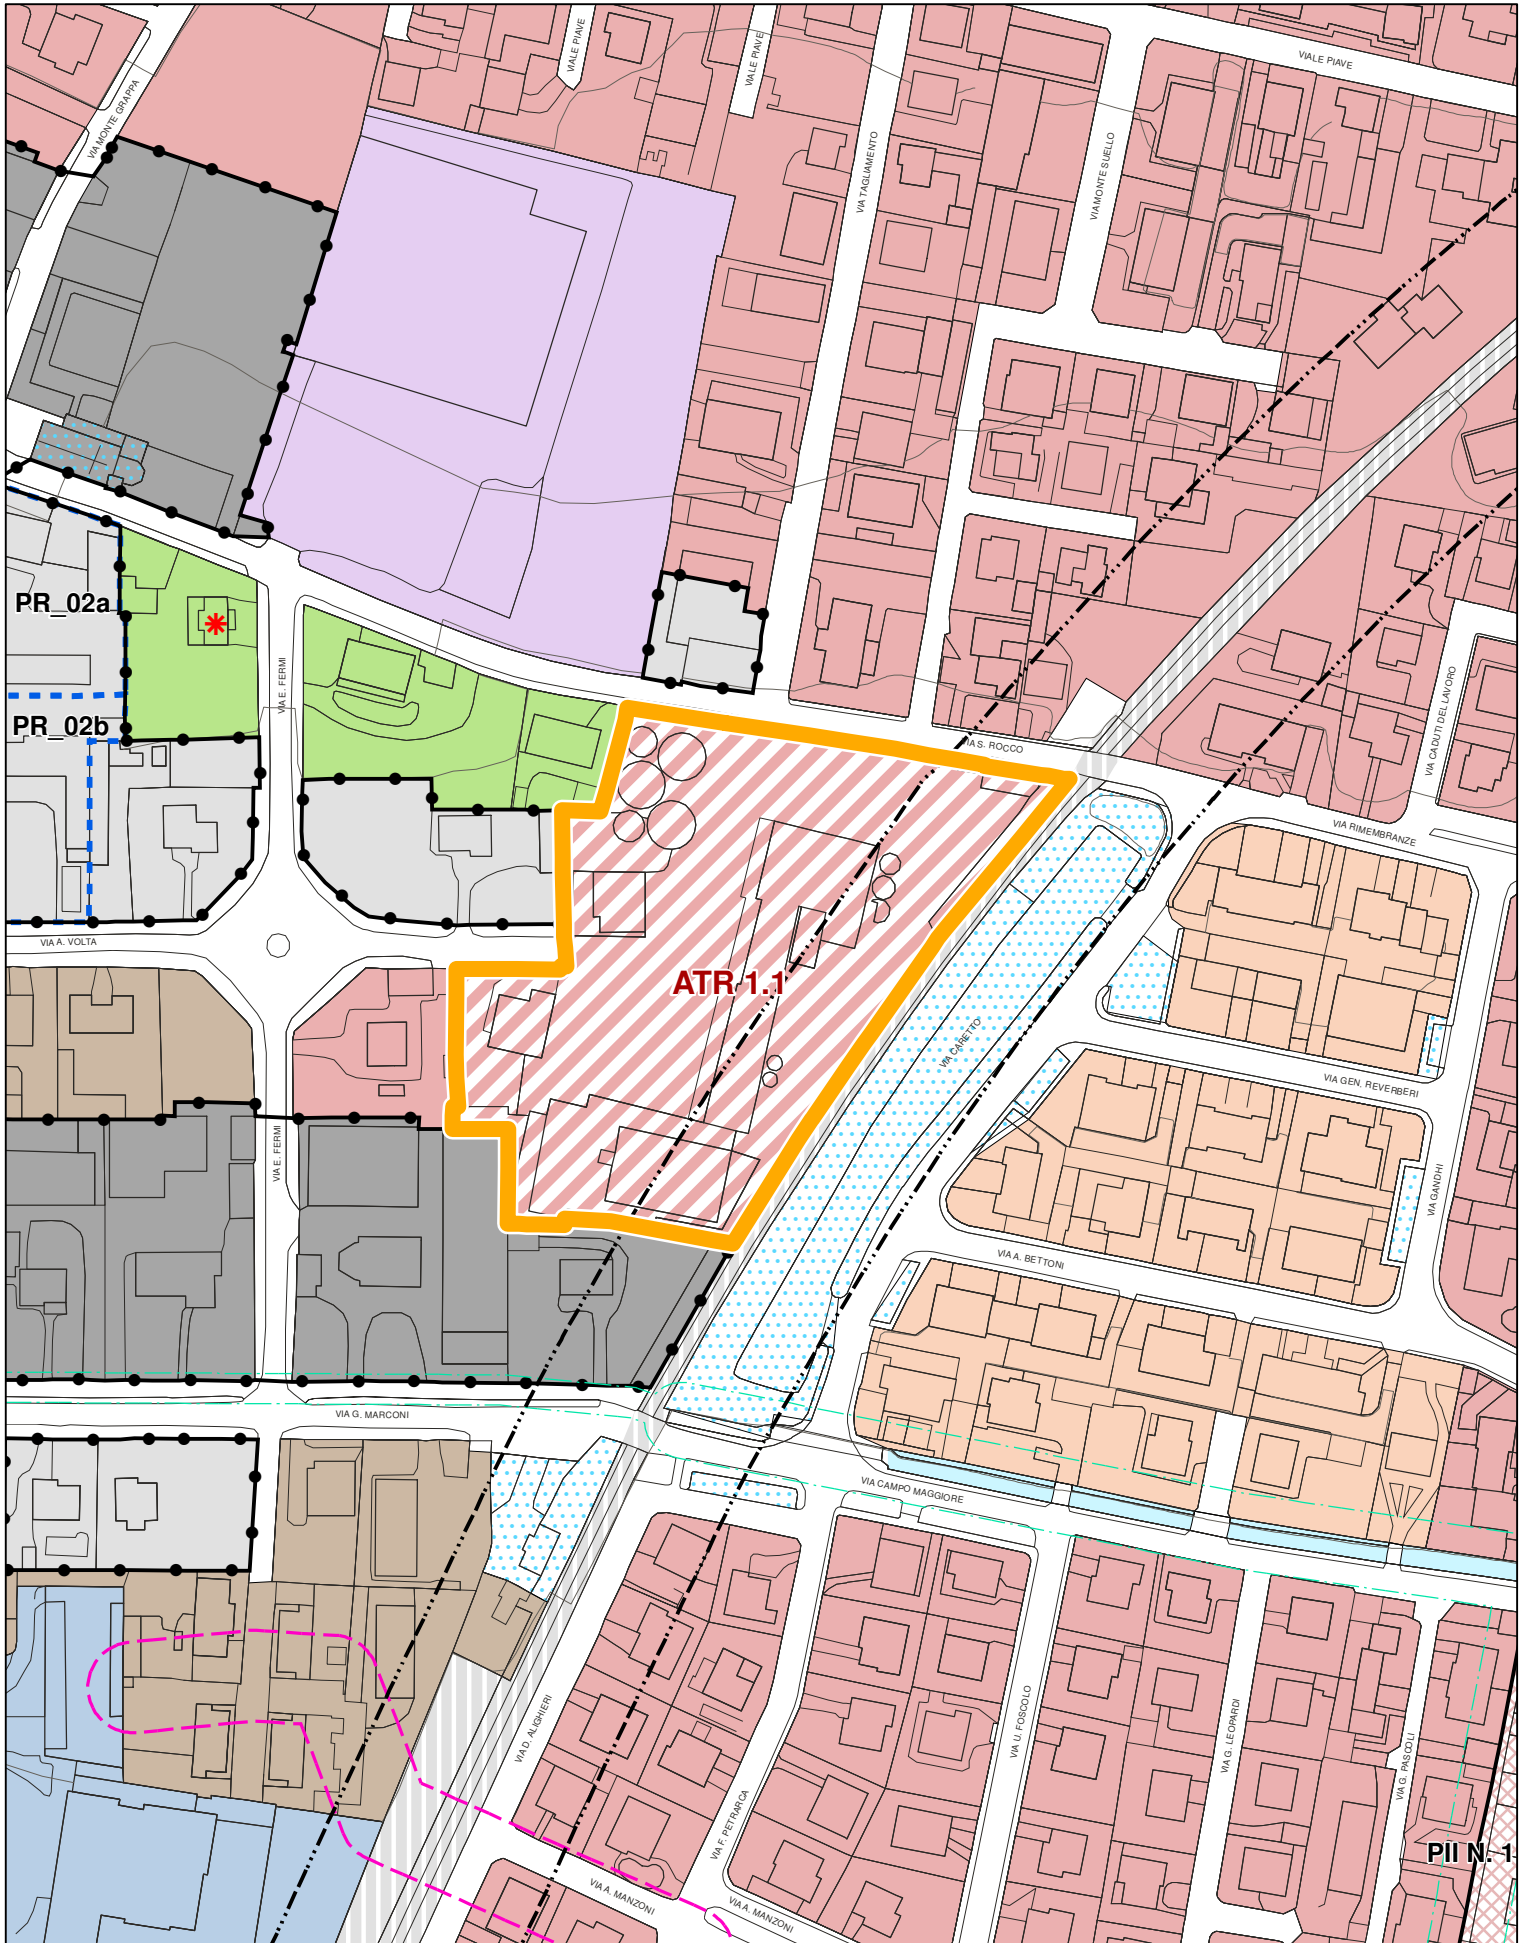 VIALE PIAVE
VIALE PIAVE
VIALE PIAVE
VIA MONTE GRAPPA
VIA TAGLIAMENTO
VIA MONTE SUELLO
PR_02a
VIA E. FERMI
PR_02b
VIA S. ROCCO
VIA CADUTI DEL LAVORO
VIA RIMEMBRANZE
VIA A. VOLTA
ATR 1.1
VIA CARETTO
VIA GEN. REVERBERI
VIA E. FERMI
VIA GANDHI
VIA A. BETTONI
VIA G. MARCONI
VIA CAMPO MAGGIORE
VIA D. ALIGHIERI
VIA U. FOSCOLO
VIA G. LEOPARDI
VIA G. PASCOLI
VIA F. PETRARCA
PII N. 1
VIA A. MANZONI
VIA A. MANZONI